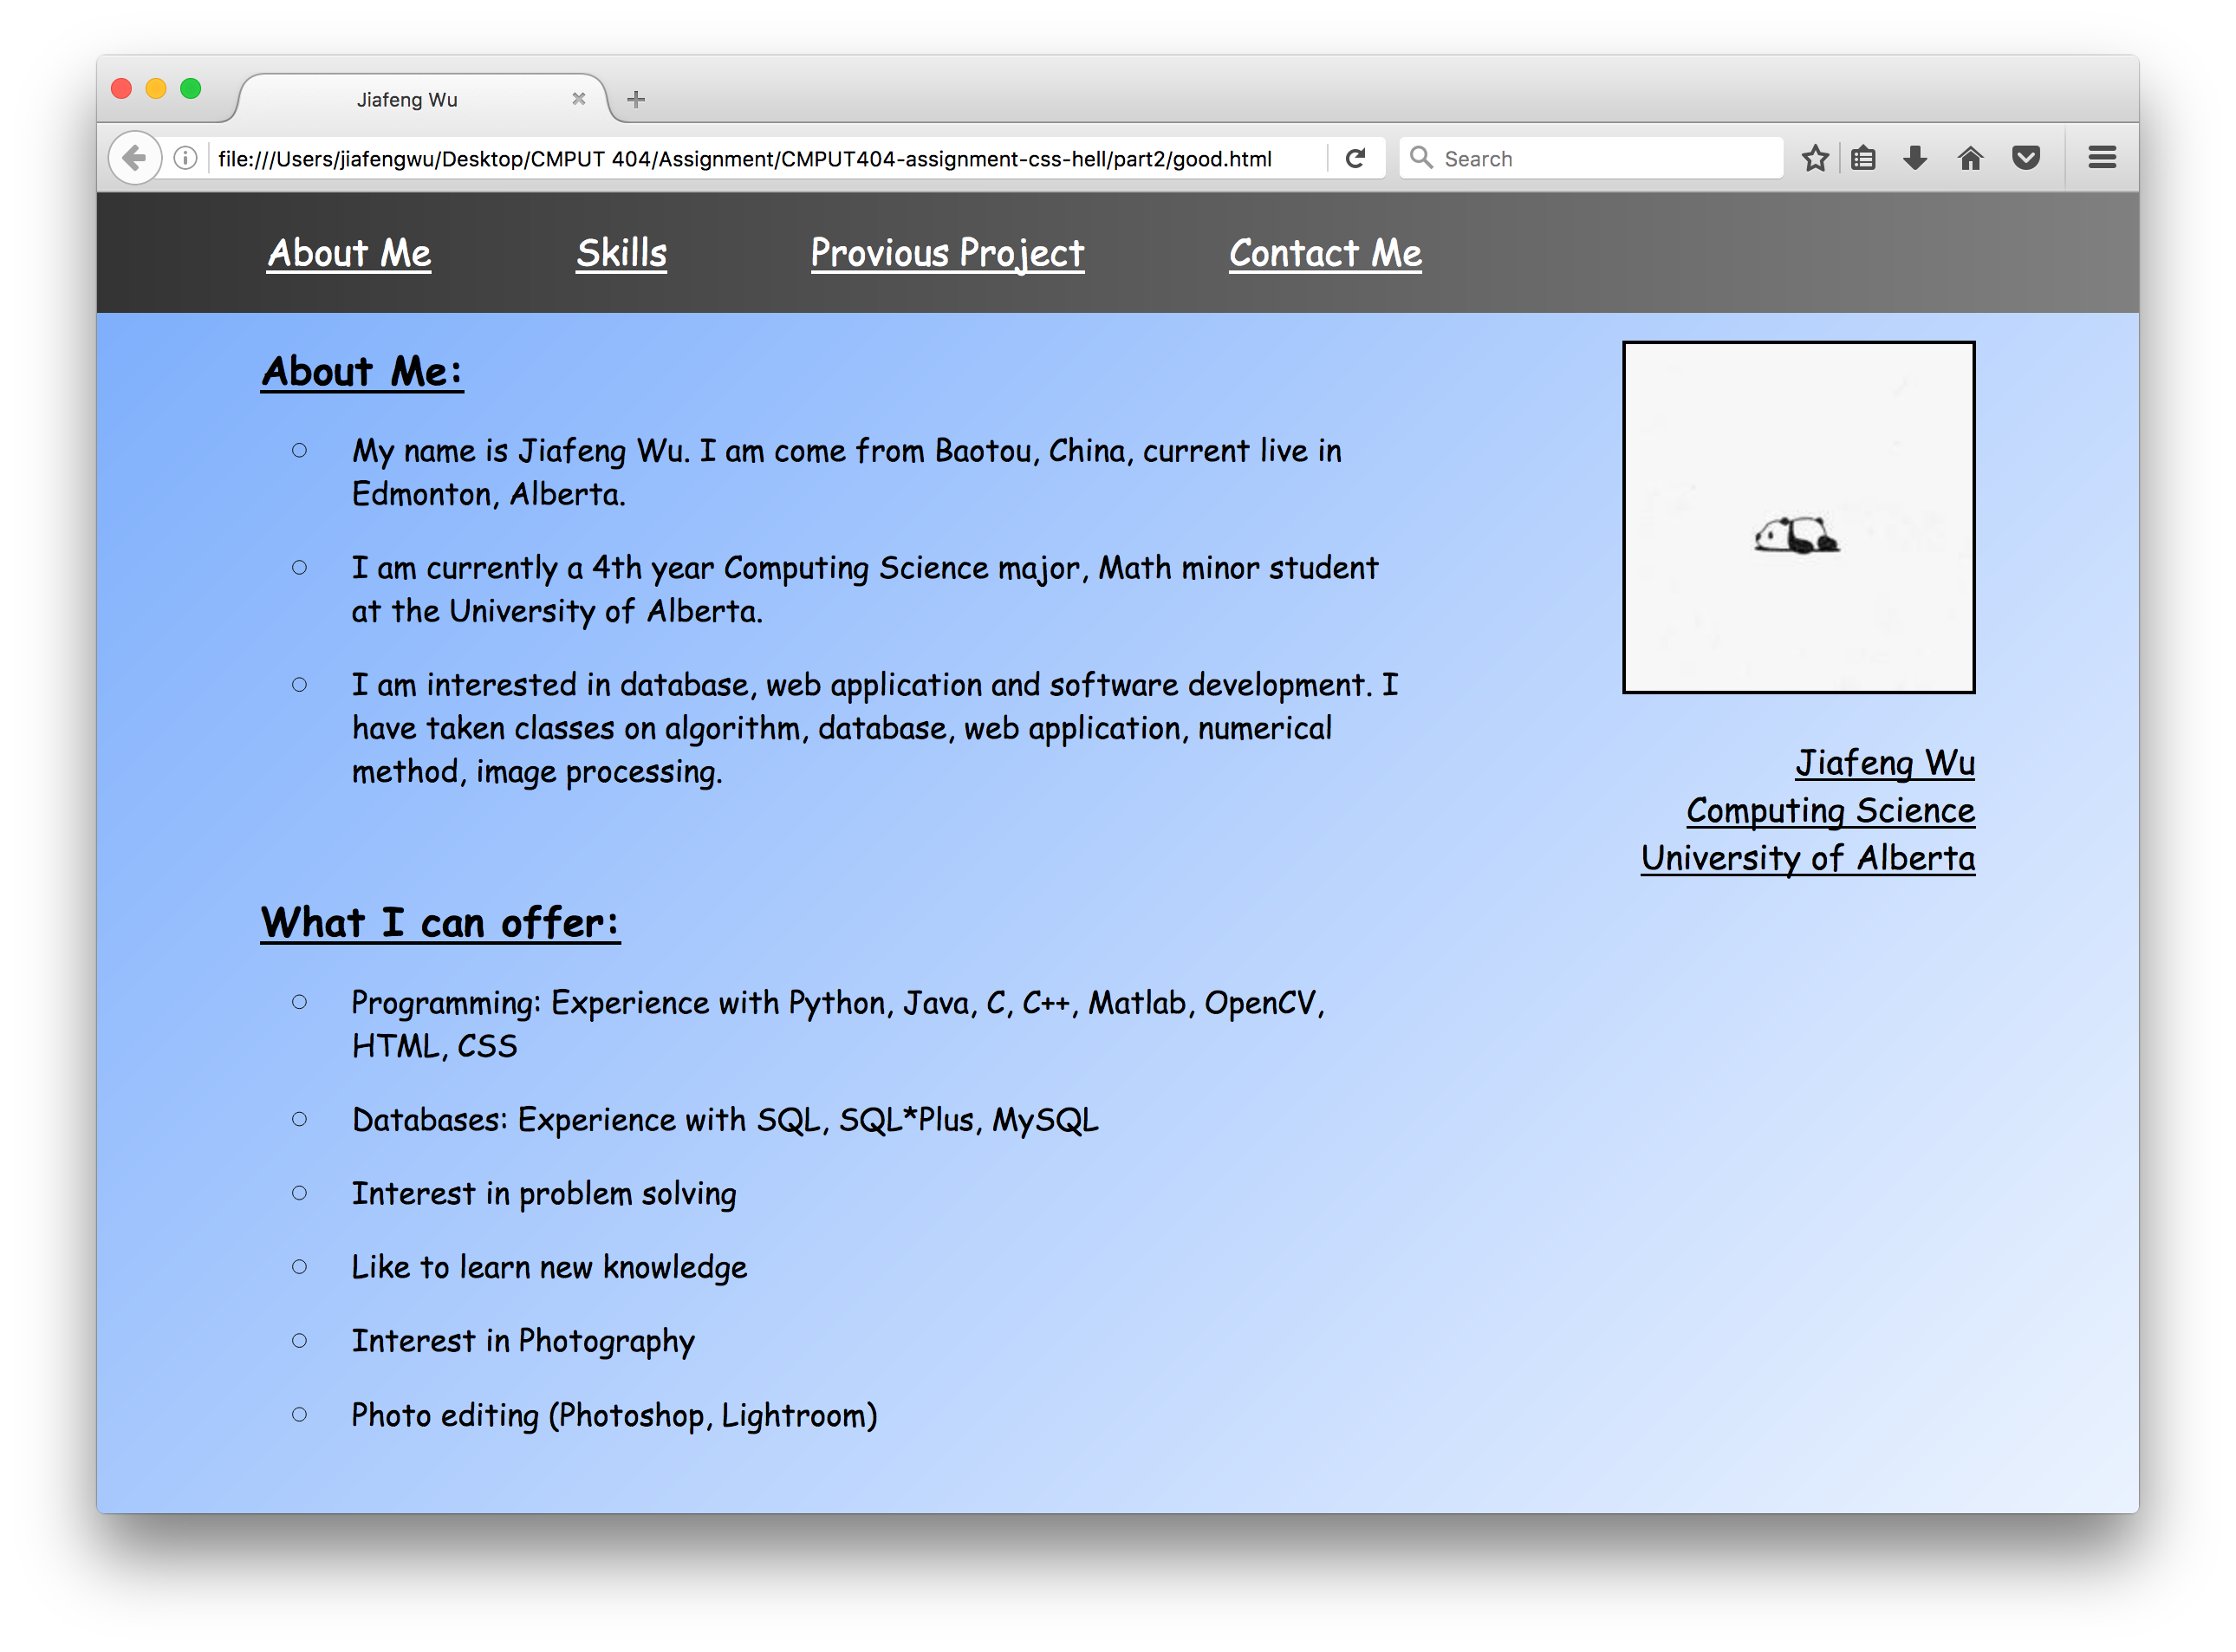 Jiafeng Wu
file:///Users/jiafengwu/Desktop/CMPUT 404/Assignment/CMPUT404-assignment-css-hell/part2/good.html
Search
About Me
Skills
Provious Project
Contact Me
About Me:
My name is Jiafeng Wu. I am come from Baotou, China, current live in
Edmonton, Alberta.
I am currently a 4th year Computing Science major, Math minor student
at the University of Alberta.
I am interested in database, web application and software development. I
have taken classes on algorithm, database, web application, numerical
method, image processing.
Jiafeng Wu
Computing Science
University of Alberta
What I can offer:
Programming: Experience with Python, Java, C, C++, Matlab, OpenCV,
HTML, CSS
Databases: Experience with SQL, SQL*Plus, MySQL
Interest in problem solving
Like to learn new knowledge
Interest in Photography
Photo editing (Photoshop, Lightroom)